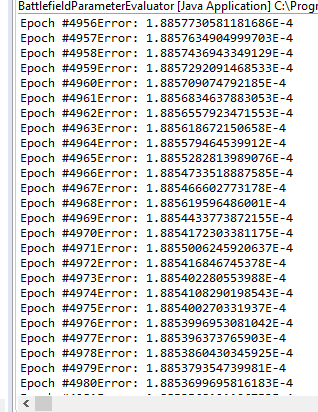 BattlefieldParameterEvaluator [Java Application] C:\Progr
Epoch #4956Error: 1.8857730581181686E-4
Epoch #4957Error: 1.8857634904999703E-4
Epoch #4958Error: 1.8857436943349129E-4
Epoch #4959Error: 1.8857292091468533E-4
Epoch #4960Error: 1.885709074792185E-4
Epoch #4961Error: 1.8856834637883053E-4
Epoch #4962Error: 1.8856557923471553E-4
Epoch #4963Error: 1.885618672150658E-4
Epoch #4964Error: 1.885579464539912E-4
Epoch #4965Error: 1.8855282813989076E-4
Epoch #4966Error: 1.8854733518887585E-4
Epoch #4967Error: 1.885466602773178E-4
Epoch #4968Error: 1.885619596486001E-4
Epoch #4969Error: 1.8854433773872155E-4
Epoch #4970Error: 1.8854172303381175E-4
Epoch #4971Error: 1.8855006245920637E-4
Epoch #4972Error: 1.885416846745378E-4
Epoch #4973Error: 1.885402280553988E-4
Epoch #4974Error: 1.8854108290198543E-4
Epoch #4975Error: 1.885400270331937E-4
Epoch #4976Error: 1.8853996953081042E-4
Epoch #4977Error: 1.885396373765903E-4
Epoch #4978Error: 1.8853860430345925E-4
Epoch #4979Error: 1.885379354739981E-4
Epoch #4980Error: 1.8853699695816183E-4